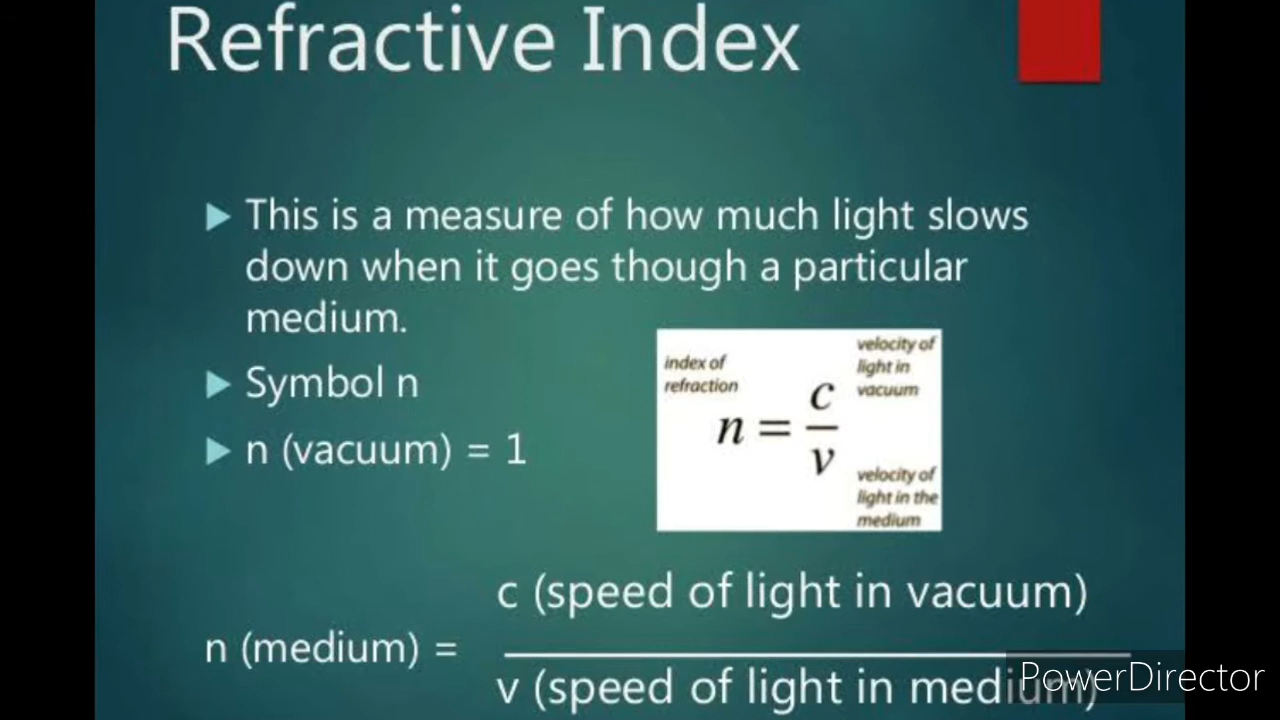 Refractive Index
▶ This is a measure of how much light slows
down when it goes though a particular
medium.
▶ Symbol n
▶ n (vacuum) = 1
index of
refraction
n = c/v
velocity of
light in
vacuum
velocity of
light in the
medium
c (speed of light in vacuum)
n (medium) =
v (speed of light in medium)
PowerDirector